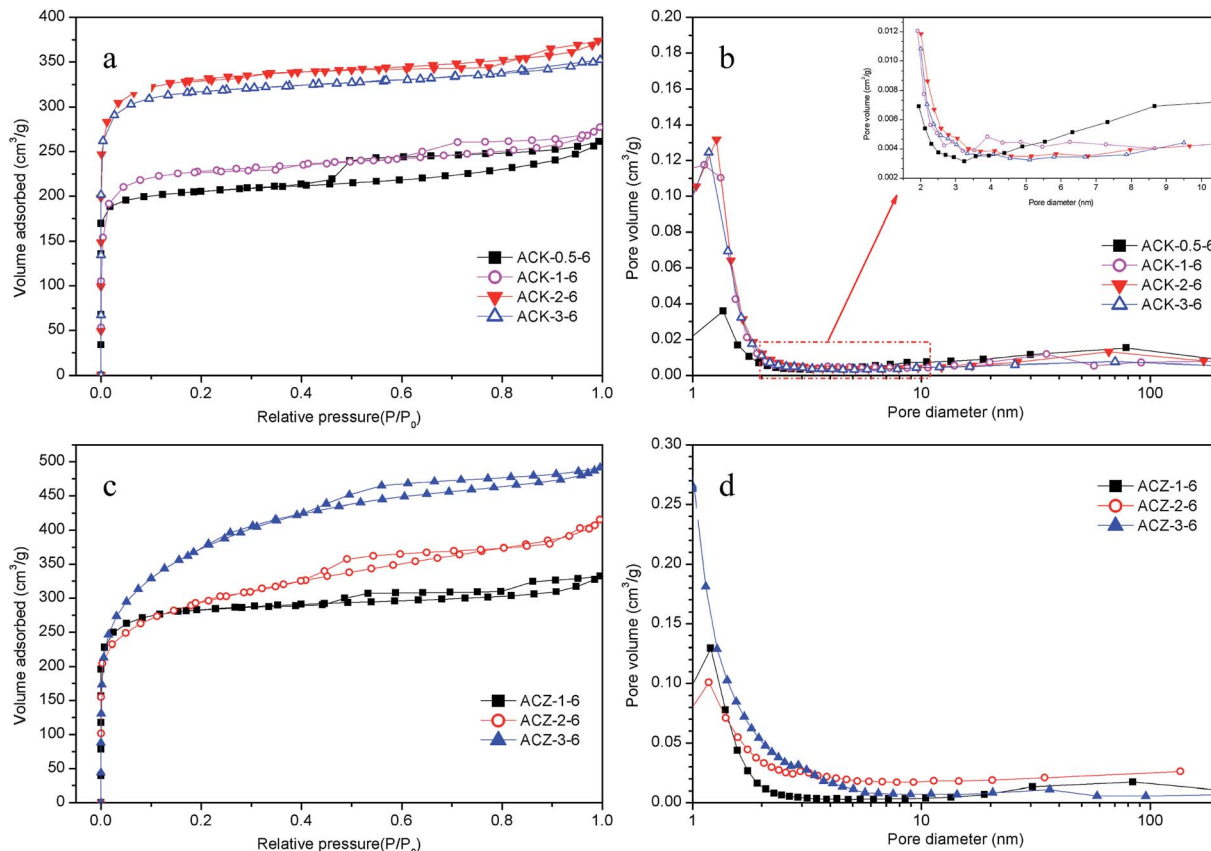 a
Volume adsorbed (cm³/g)
400
350
300
250
200
150
100
50
0
0.0 0.2 0.4 0.6 0.8 1.0
Relative pressure(P/P₀)
ACK-0.5-6
ACK-1-6
ACK-2-6
ACK-3-6
b
Pore volume (cm³/g)
0.20
0.18
0.16
0.14
0.12
0.10
0.08
0.06
0.04
0.02
0.00
1 10 100
Pore diameter (nm)
Pore volume (cm³/g)
0.012
0.010
0.008
0.006
0.004
0.002
2 3 4 5 6 7 8 9 10
Pore diameter (nm)
ACK-0.5-6
ACK-1-6
ACK-2-6
ACK-3-6
c
Volume adsorbed (cm³/g)
500
450
400
350
300
250
200
150
100
50
0
0.0 0.2 0.4 0.6 0.8 1.0
Relative pressure(P/P₀)
ACZ-1-6
ACZ-2-6
ACZ-3-6
d
Pore volume (cm³/g)
0.30
0.25
0.20
0.15
0.10
0.05
0.00
1 10 100
Pore diameter (nm)
ACZ-1-6
ACZ-2-6
ACZ-3-6